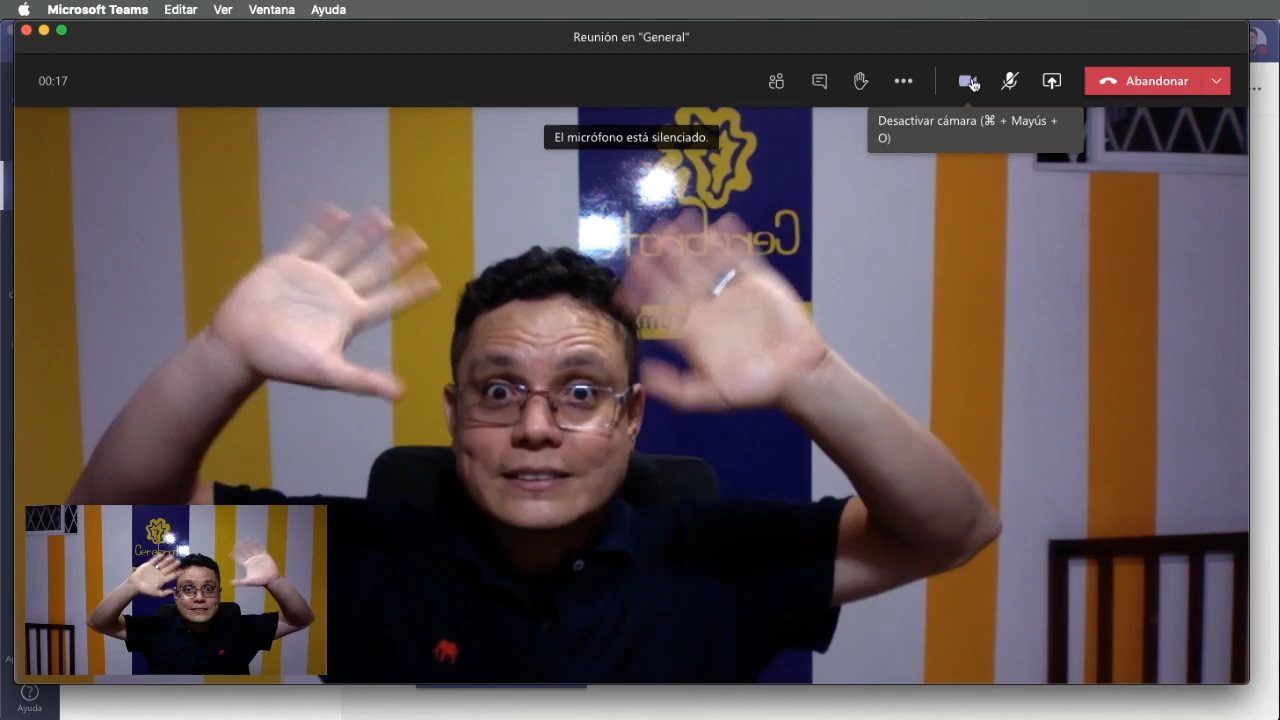 Microsoft Teams Editar Ver Ventana Ayuda
Reunión en "General"
00:17
Abandonar
Desactivar cámara (⌘ + Mayús +
O)
El micrófono está silenciado.
Ayuda